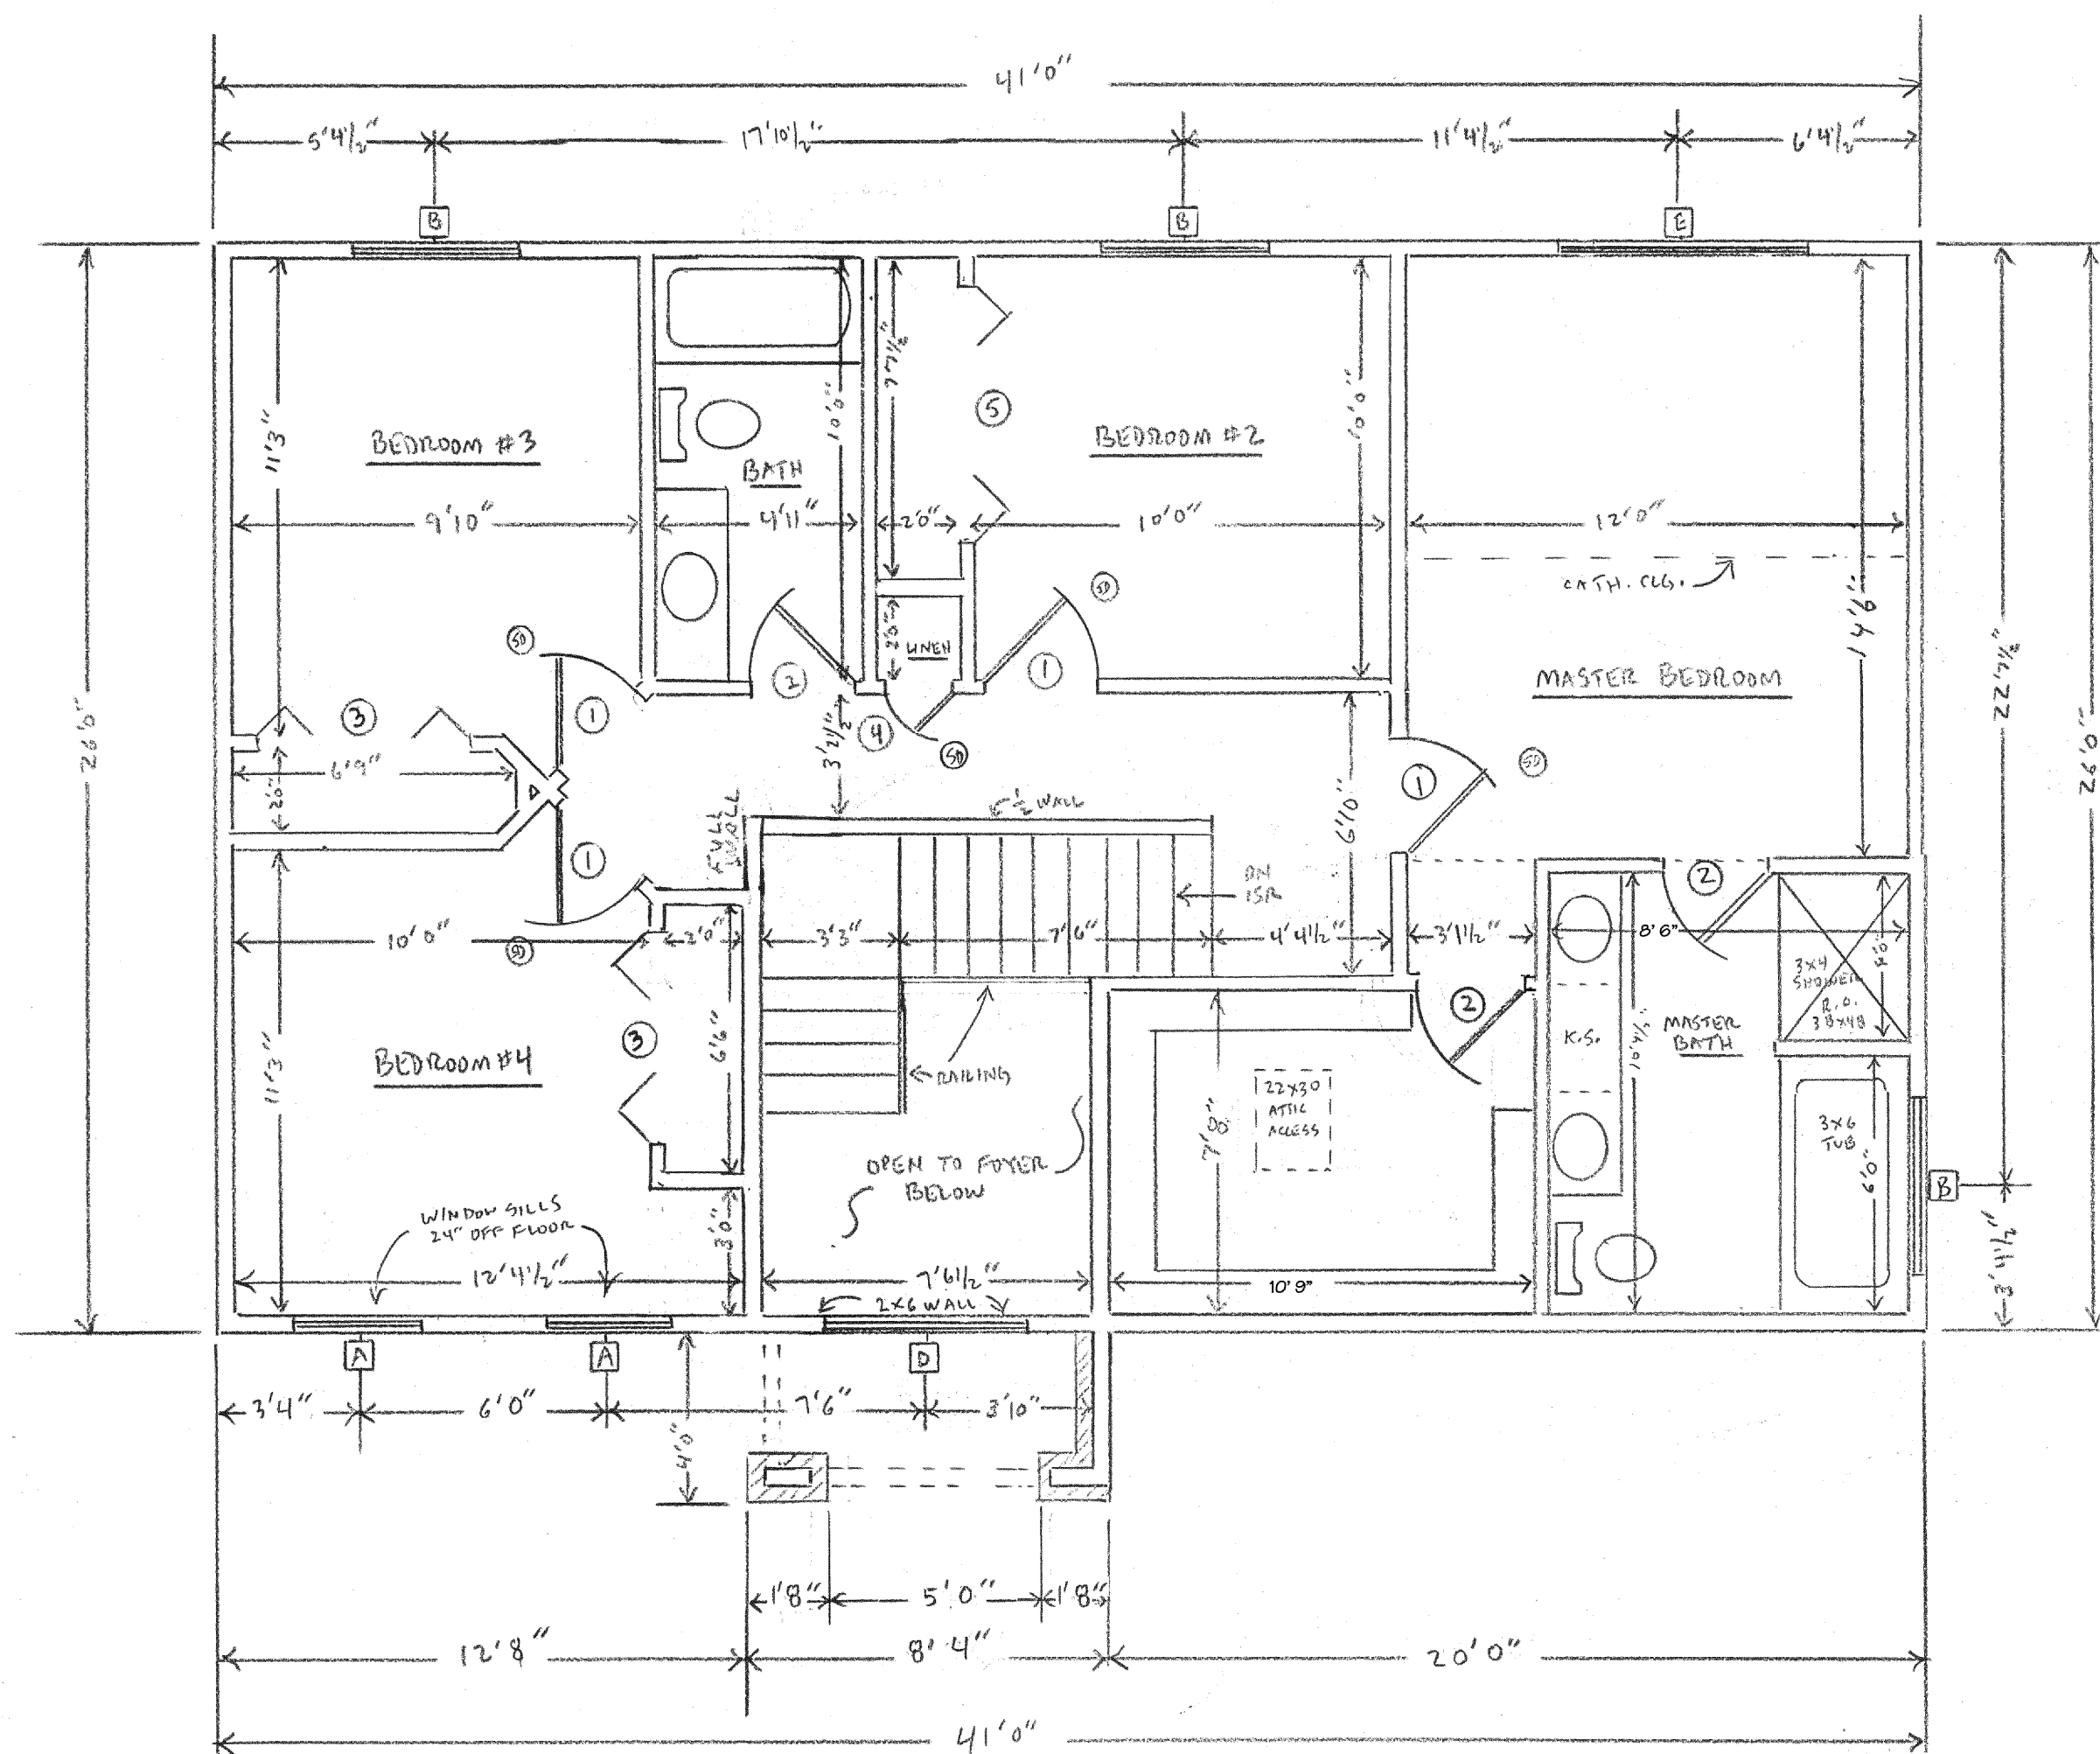 41'0"
5'4½" 17'10½" 11'4½" 6'4½"
B B E
BEDROOM #3
11'3"
9'10"
BATH
10'0"
4'11"
7'7½"
2'0"
5
BEDROOM #2
10'0"
10'0"
12'0"
CATH. CLG.
14'6"
MASTER BEDROOM
22'7½"
26'0"
26'0"
SD
1
3
6'9"
2'0"
2
2'0"
LINEN
4
SD
3'2½"
SD
1
1
SD
6'10"
½ WALL
FULL
WALL
DN
15R
1
SD
10'0"
2'0"
3'3"
7'6"
4'4½"
3'1½"
2
8'6"
4'0"
3X4
SHOWER
R.O.
38X48
2
K.S.
MASTER
BATH
10'4½"
3X6
TUB
6'0"
B
3'4½"
BEDROOM #4
11'3"
3
6'6"
RAILING
OPEN TO FOYER
BELOW
22X30
ATTIC
ACCESS
7'8"
WINDOW SILLS
24" OFF FLOOR
3'0"
12'4½"
7'6½"
2X6 WALL
10'9"
A A D
3'4" 6'0" 7'6" 3'10"
4'0"
1'8" 5'0" 1'8"
12'8" 8'4" 20'0"
41'0"